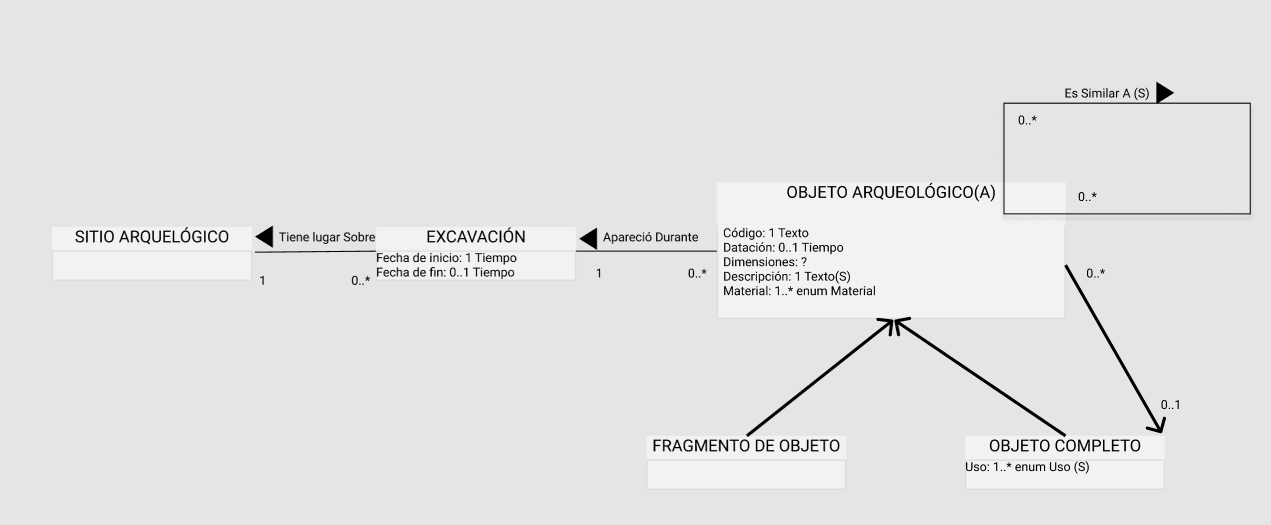 Es Similar A (S)
0..*
0..*
OBJETO ARQUEOLÓGICO(A)
Código: 1 Texto
Datación: 0..1 Tiempo
Dimensiones: ?
Descripción: 1 Texto(S)
Material: 1..* enum Material
SITIO ARQUELÓGICO
Tiene lugar Sobre
1
0..*
EXCAVACIÓN
Fecha de inicio: 1 Tiempo
Fecha de fin: 0..1 Tiempo
Apareció Durante
1
0..*
0..*
0..1
FRAGMENTO DE OBJETO
OBJETO COMPLETO
Uso: 1..* enum Uso (S)